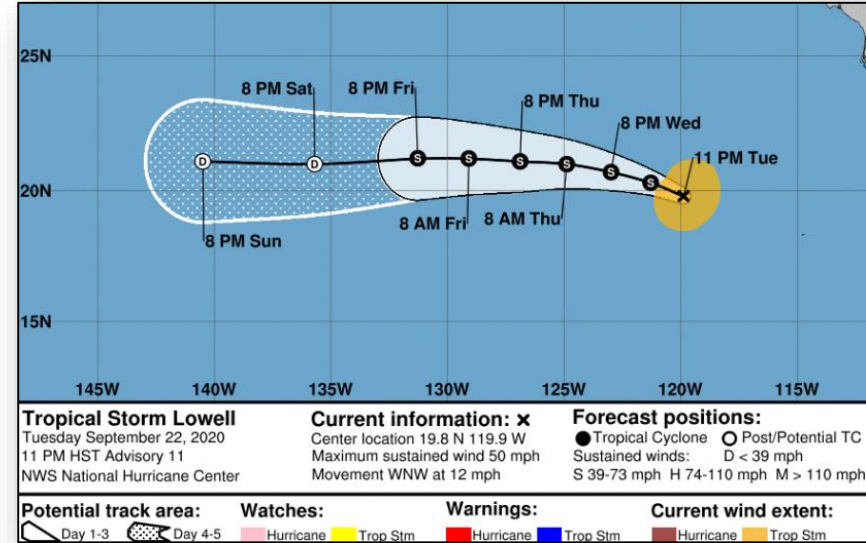 25N
8 PM Sat
8 PM Fri
8 PM Thu
8 PM Wed
11 PM Tue
D
D
S
S
S
S
S
S
20N
8 PM Sun
8 AM Fri
8 AM Thu
15N
145W 140W 135W 130W 125W 120W 115W
Tropical Storm Lowell
Tuesday September 22, 2020
11 PM HST Advisory 11
NWS National Hurricane Center
Current information: ×
Center location 19.8 N 119.9 W
Maximum sustained wind 50 mph
Movement WNW at 12 mph
Forecast positions:
Tropical Cyclone Post/Potential TC
Sustained winds: D < 39 mph
S 39-73 mph H 74-110 mph M > 110 mph
Potential track area:
Day 1-3 Day 4-5
Watches:
Hurricane Trop Stm
Warnings:
Hurricane Trop Stm
Current wind extent:
Hurricane Trop Stm